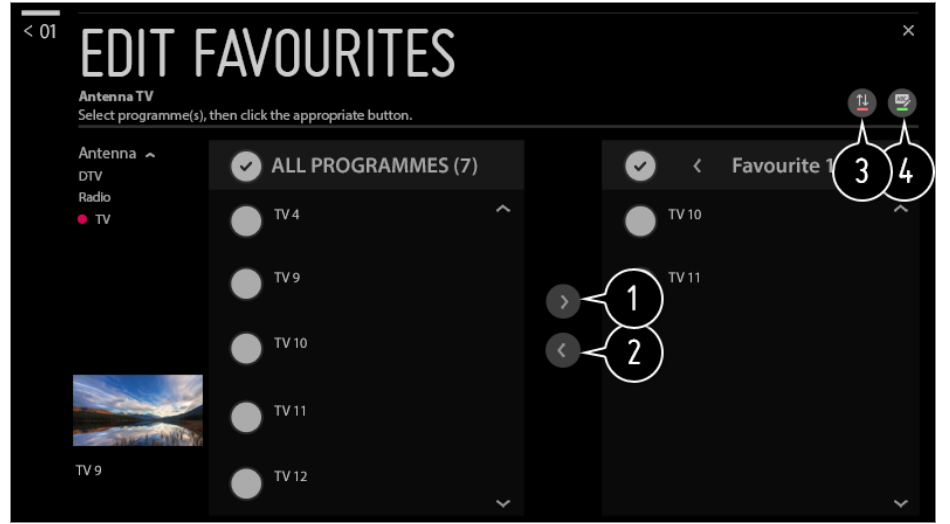 < 01
EDIT FAVOURITES
Antenna TV
Select programme(s), then click the appropriate button.
3
4
Antenna
DTV
Radio
TV
ALL PROGRAMMES (7)
TV 4
TV 9
TV 10
TV 11
TV 12
1
2
Favourite 1
TV 10
TV 11
TV 9